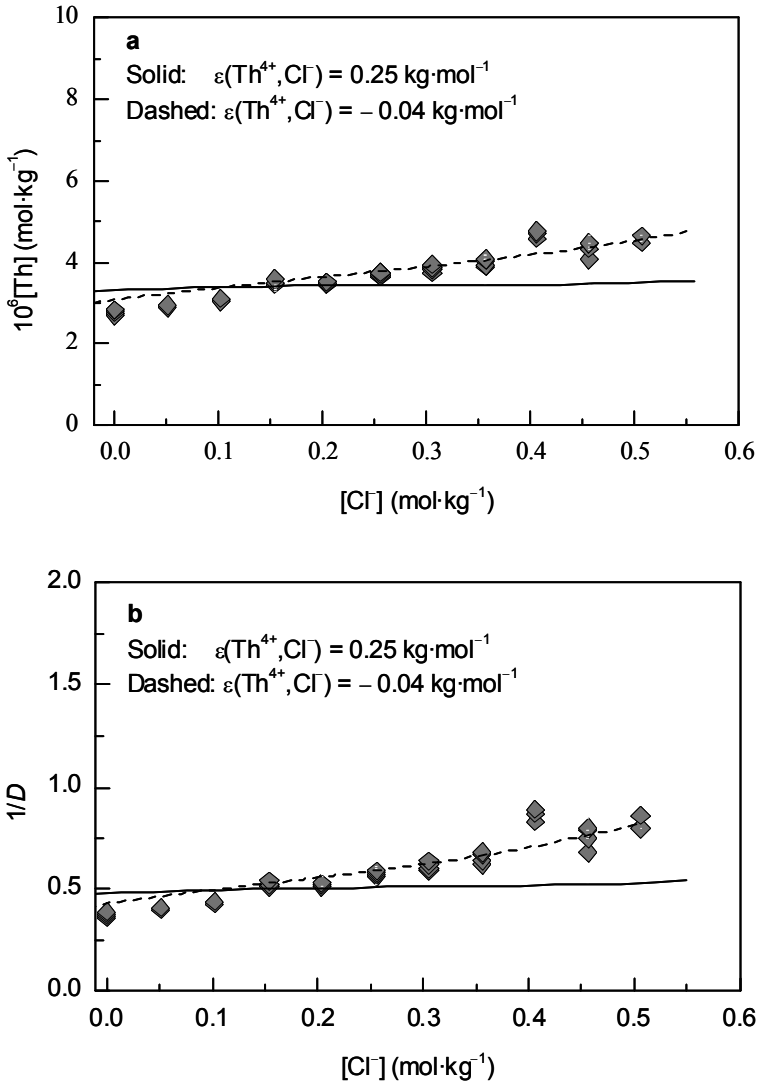 10
8
6
4
2
0
10⁶[Th] (mol·kg⁻¹)
a
Solid: ε(Th⁴⁺,Cl⁻) = 0.25 kg·mol⁻¹
Dashed: ε(Th⁴⁺,Cl⁻) = – 0.04 kg·mol⁻¹
0.0 0.1 0.2 0.3 0.4 0.5 0.6
[Cl⁻] (mol·kg⁻¹)
2.0
1.5
1.0
0.5
0.0
1/D
b
Solid: ε(Th⁴⁺,Cl⁻) = 0.25 kg·mol⁻¹
Dashed: ε(Th⁴⁺,Cl⁻) = – 0.04 kg·mol⁻¹
0.0 0.1 0.2 0.3 0.4 0.5 0.6
[Cl⁻] (mol·kg⁻¹)